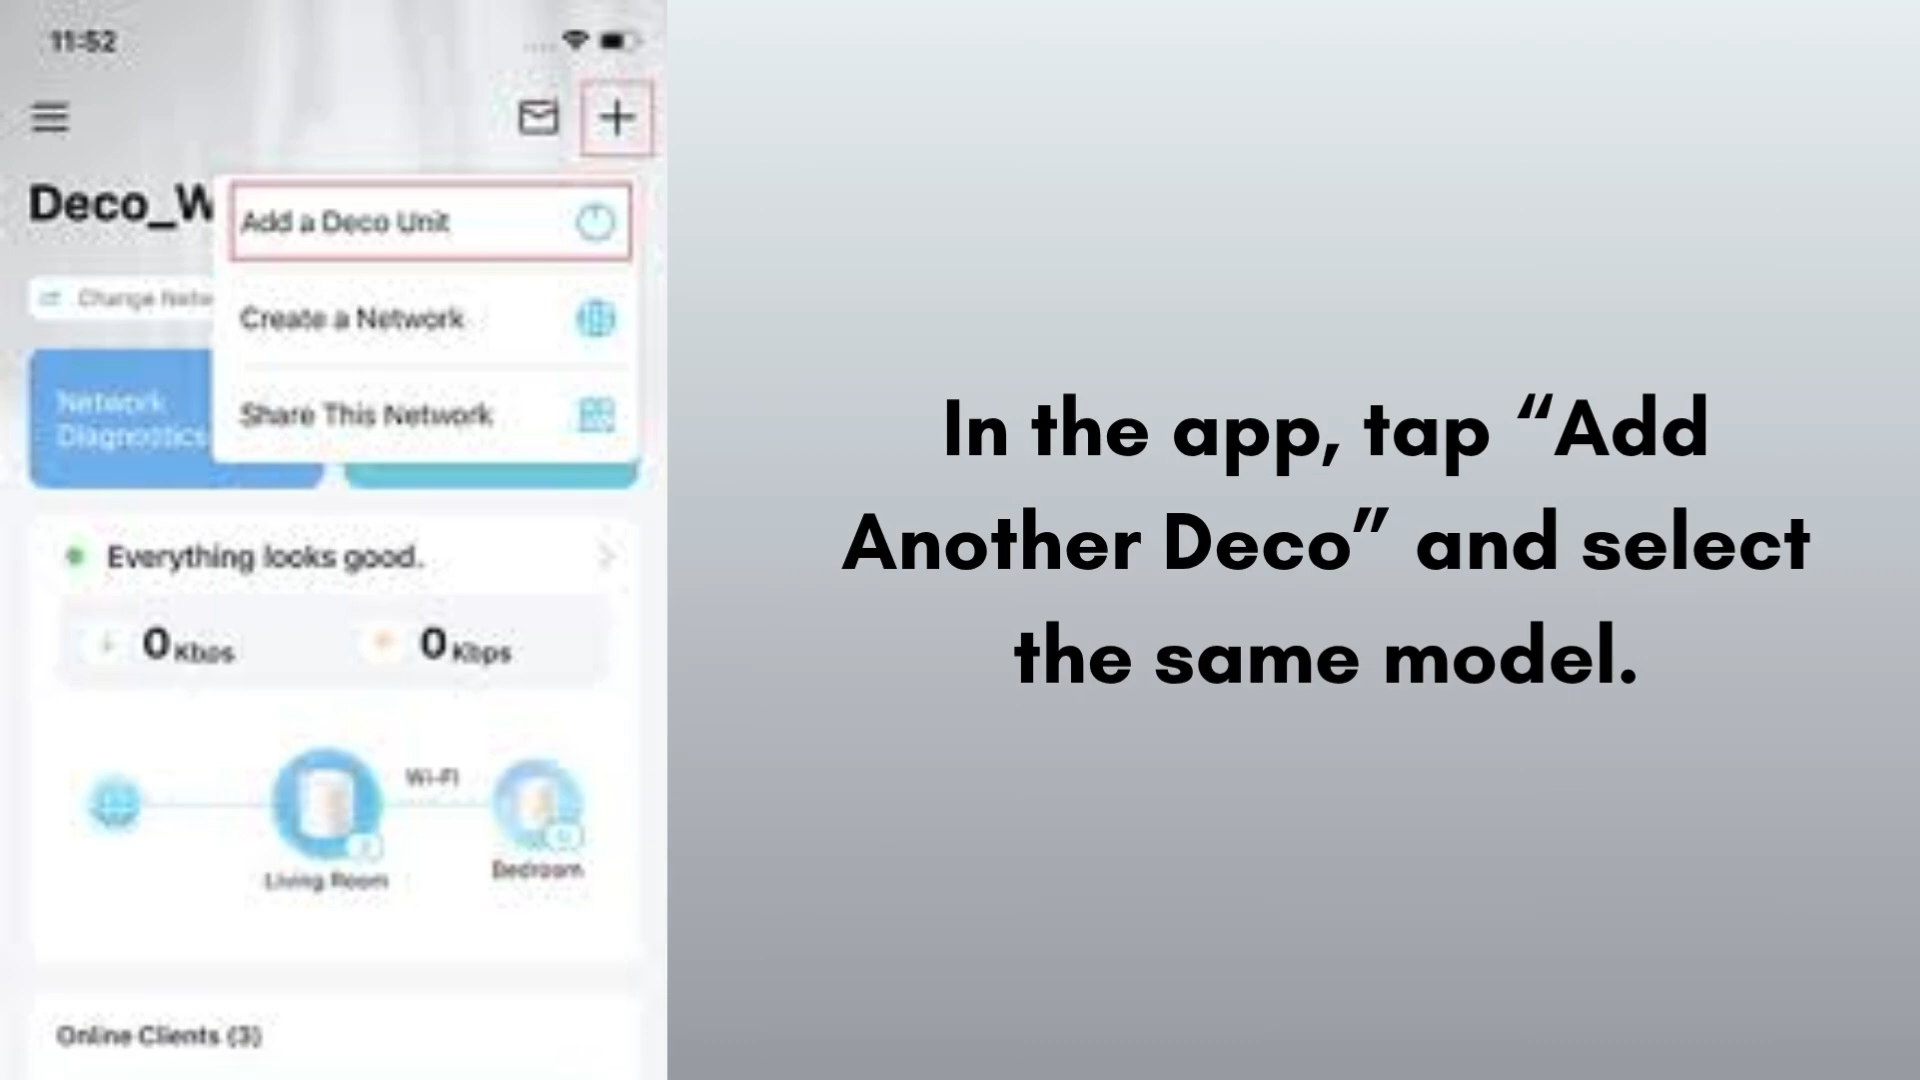 11:52
Deco_W
Add a Deco Unit
Change Netw
Create a Network
Network
Diagnostics
Share This Network
Everything looks good.
0 Kbps
0 Kbps
Wi-Fi
Living Room
Bedroom
Online Clients (3)
In the app, tap “Add
Another Deco” and select
the same model.